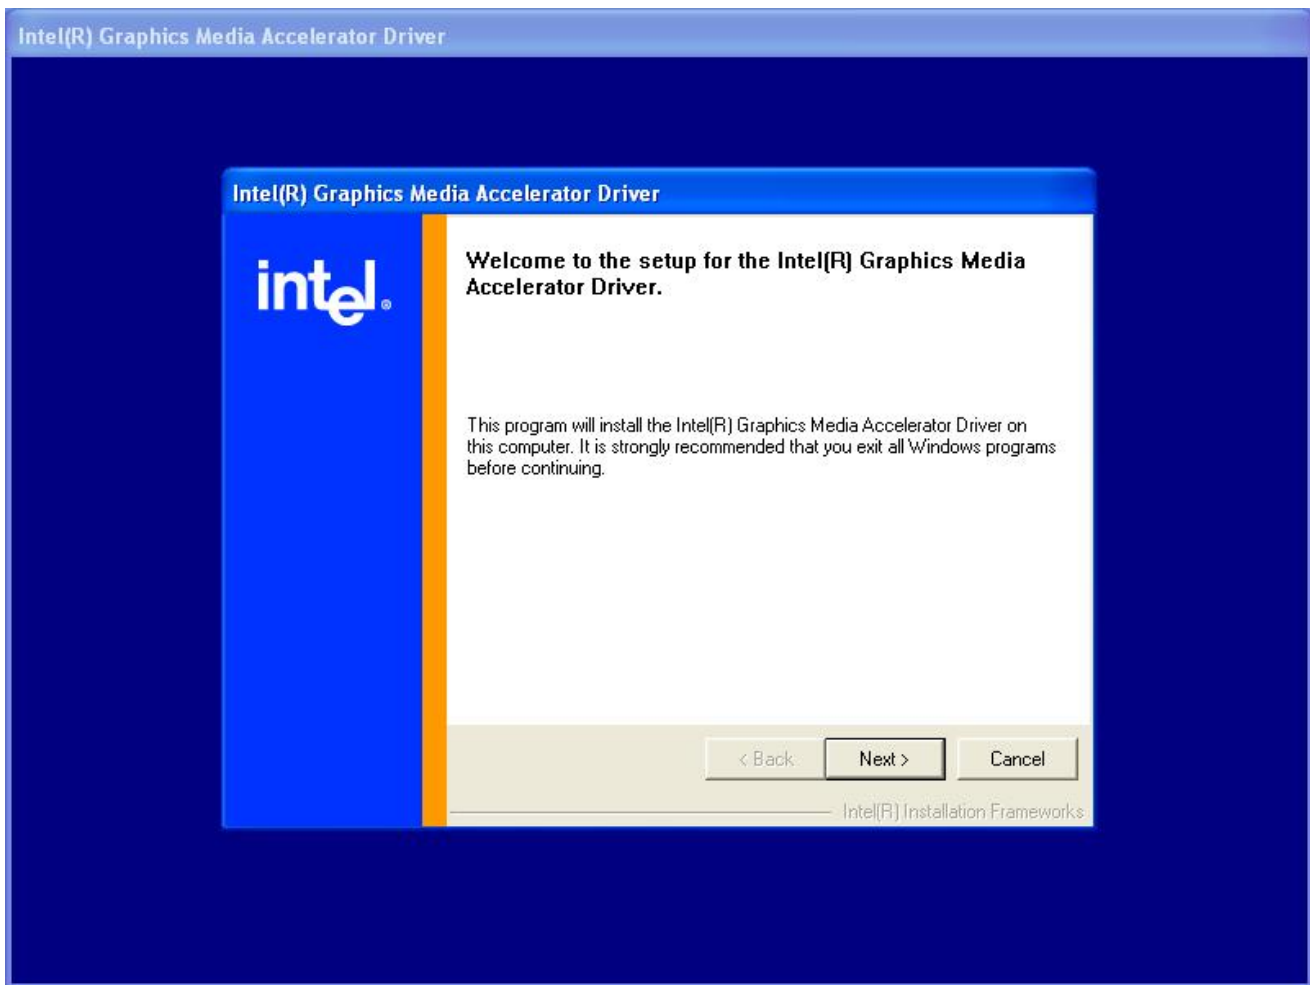 Intel(R) Graphics Media Accelerator Driver
Intel(R) Graphics Media Accelerator Driver
intel®
Welcome to the setup for the Intel(R) Graphics Media
Accelerator Driver.
This program will install the Intel(R) Graphics Media Accelerator Driver on
this computer. It is strongly recommended that you exit all Windows programs
before continuing.
< Back Next > Cancel
Intel(R) Installation Frameworks